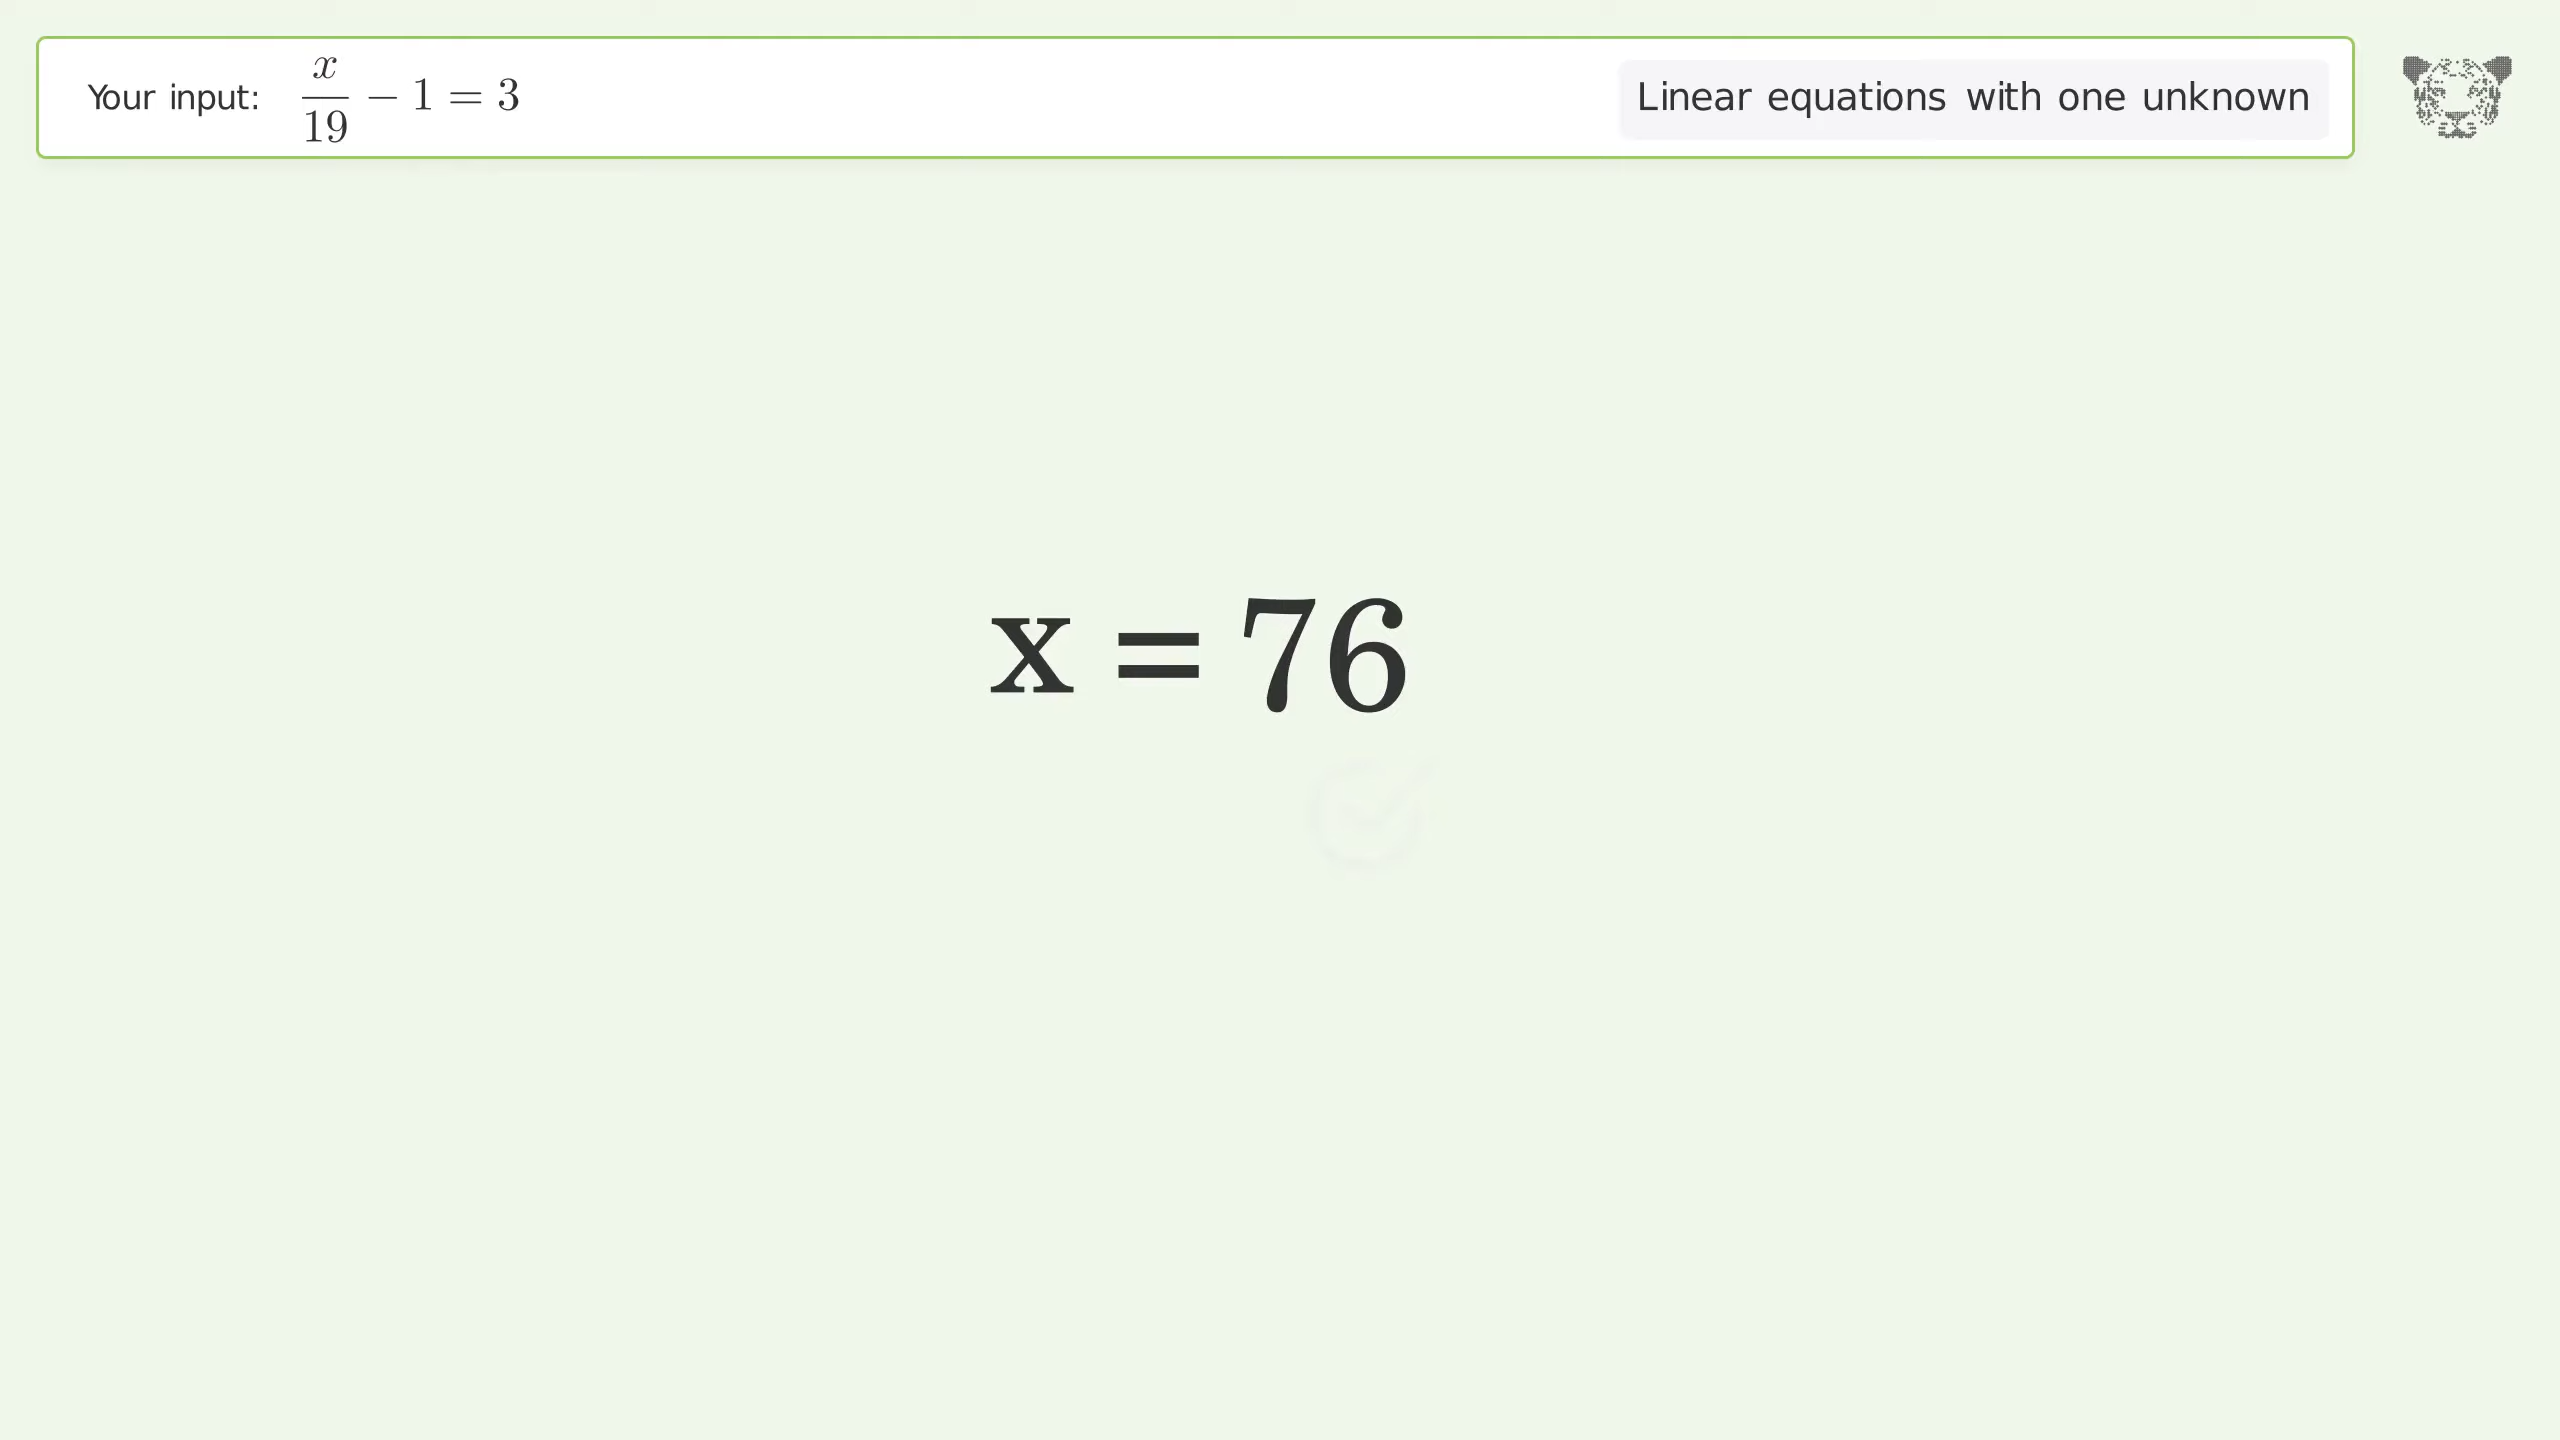 Your input: x/19 − 1 = 3
Linear equations with one unknown
x = 76